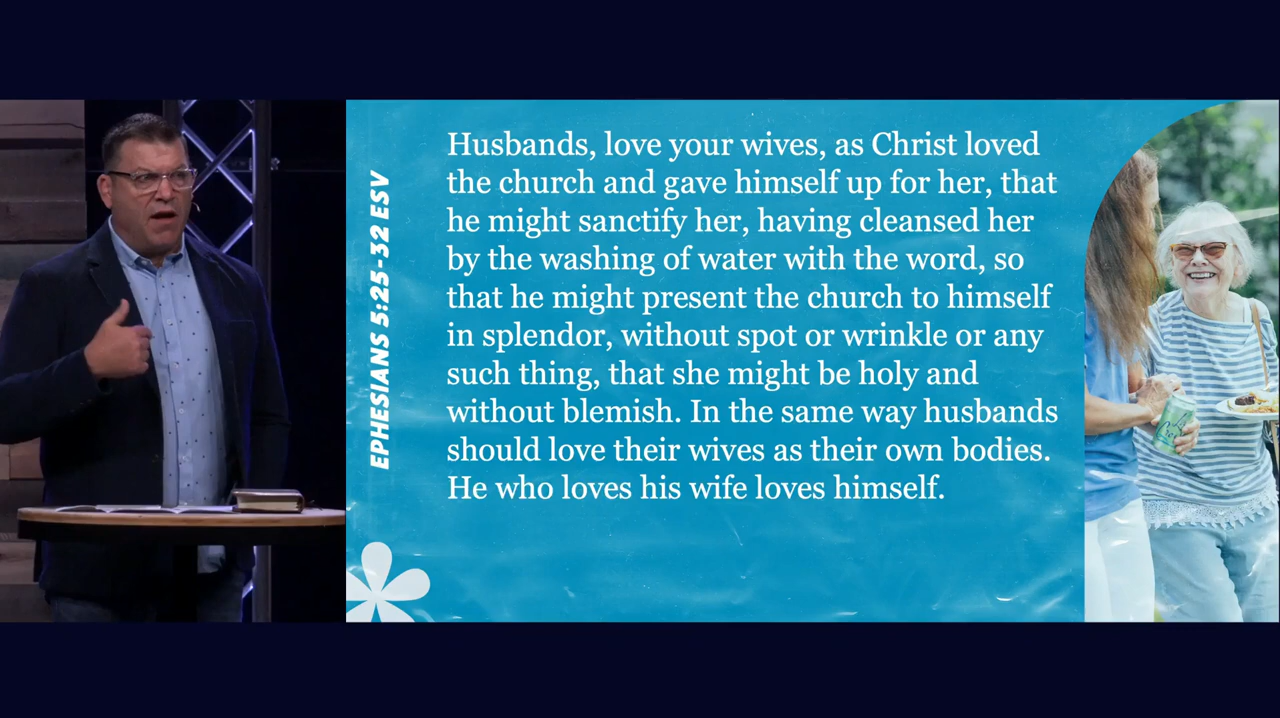 EPHESIANS 5:25-32 ESV
Husbands, love your wives, as Christ loved
the church and gave himself up for her, that
he might sanctify her, having cleansed her
by the washing of water with the word, so
that he might present the church to himself
in splendor, without spot or wrinkle or any
such thing, that she might be holy and
without blemish. In the same way husbands
should love their wives as their own bodies.
He who loves his wife loves himself.